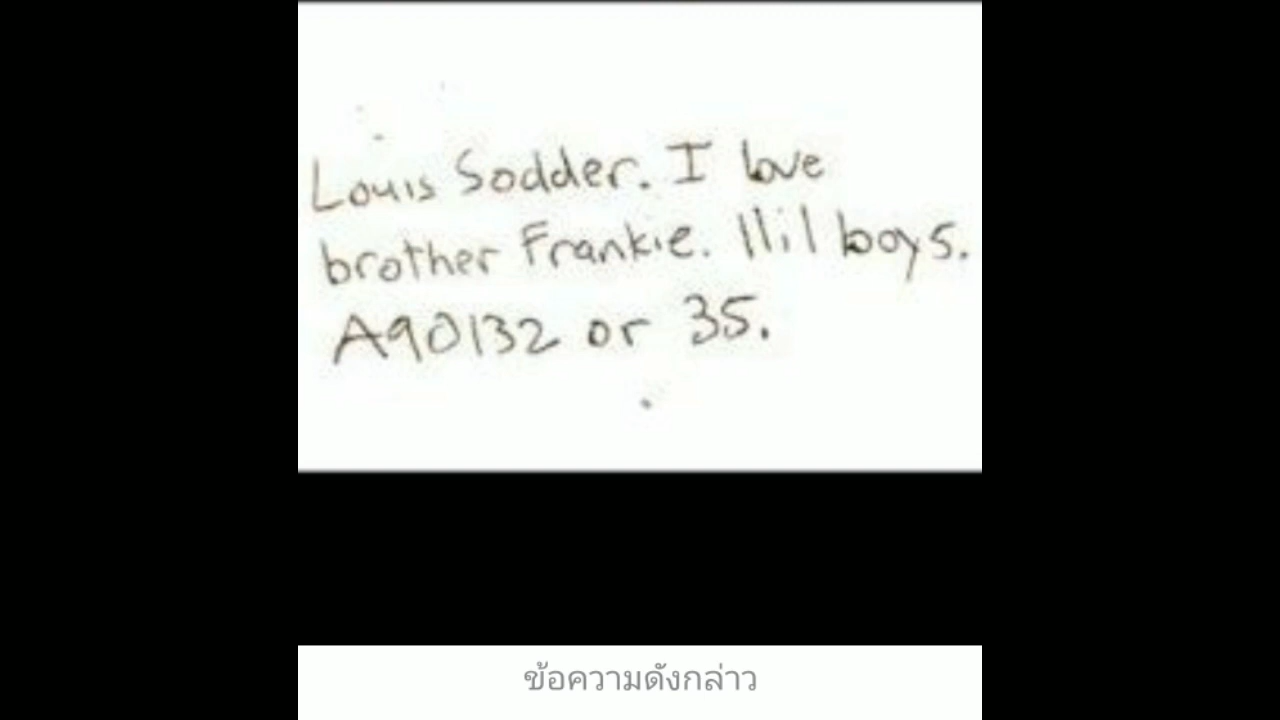 Louis Sodder. I love
brother Frankie. Ilil boys.
A90132 or 35.
ข้อความดังกล่าว